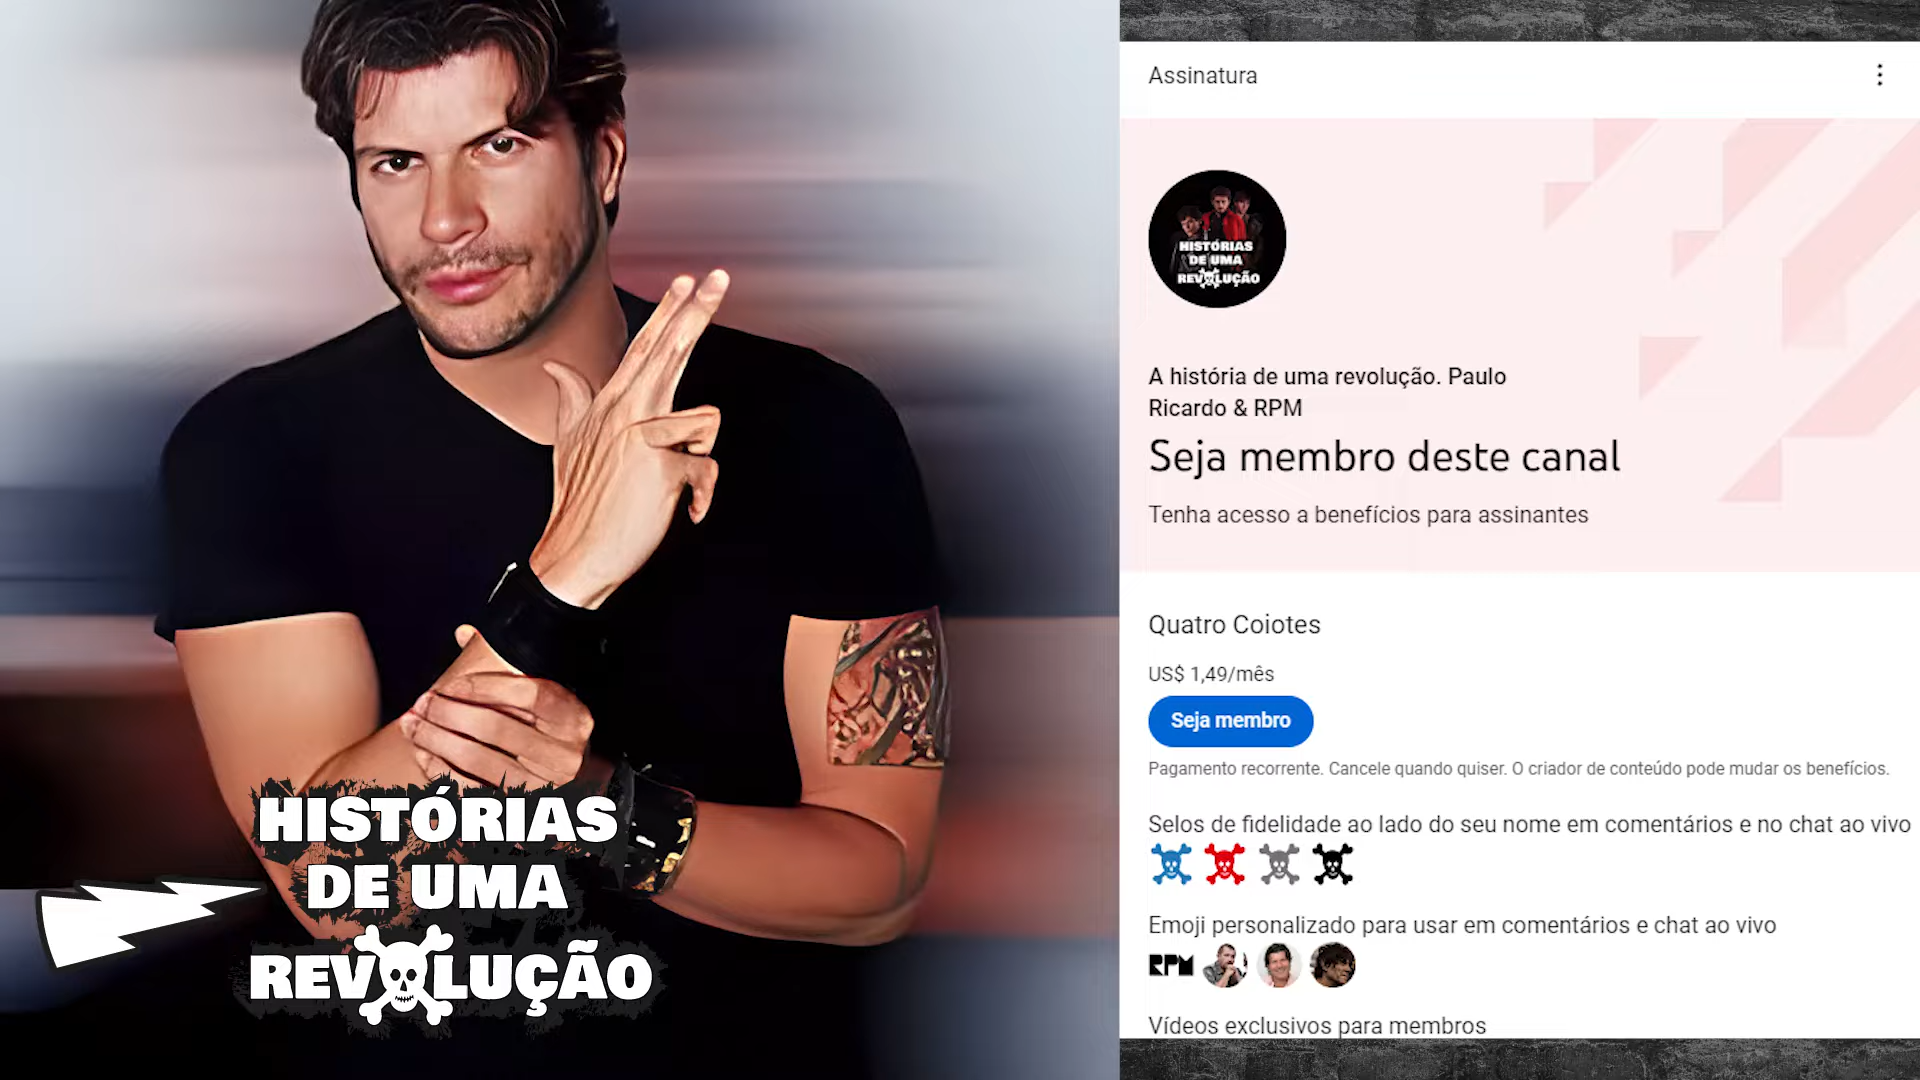 HISTÓRIAS
DE UMA
REVOLUÇÃO
Assinatura
HISTÓRIAS
DE UMA
REVOLUÇÃO
A história de uma revolução. Paulo
Ricardo & RPM
Seja membro deste canal
Tenha acesso a benefícios para assinantes
Quatro Coiotes
US$ 1,49/mês
Seja membro
Pagamento recorrente. Cancele quando quiser. O criador de conteúdo pode mudar os benefícios.
Selos de fidelidade ao lado do seu nome em comentários e no chat ao vivo
Emoji personalizado para usar em comentários e chat ao vivo
RPM
Vídeos exclusivos para membros